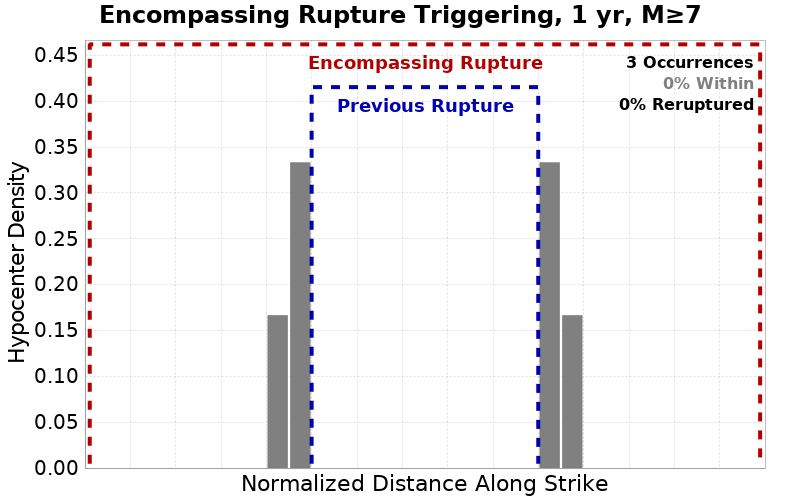 Encompassing Rupture Triggering, 1 yr, M≥7
Encompassing Rupture
3 Occurrences
0% Within
0% Reruptured
Previous Rupture
Hypocenter Density
0.45
0.40
0.35
0.30
0.25
0.20
0.15
0.10
0.05
0.00
Normalized Distance Along Strike